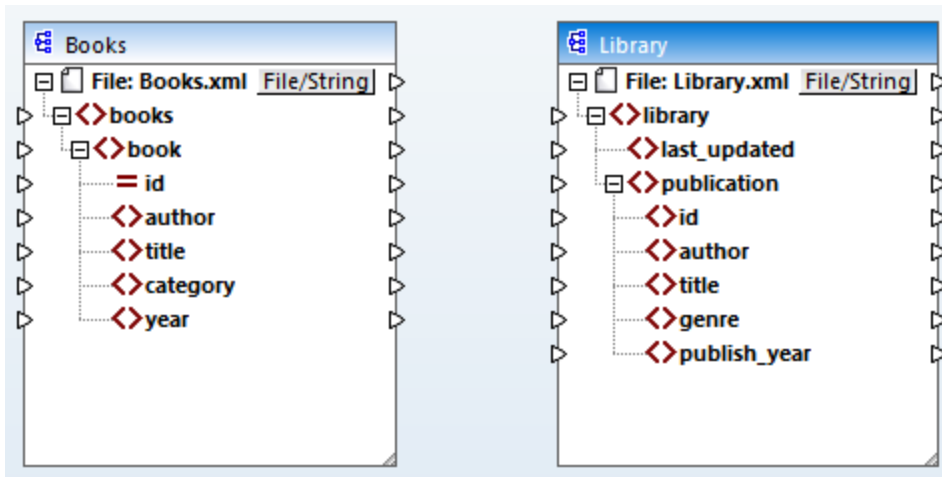 Books
File: Books.xml File/String
books
book
id
author
title
category
year
Library
File: Library.xml File/String
library
last_updated
publication
id
author
title
genre
publish_year